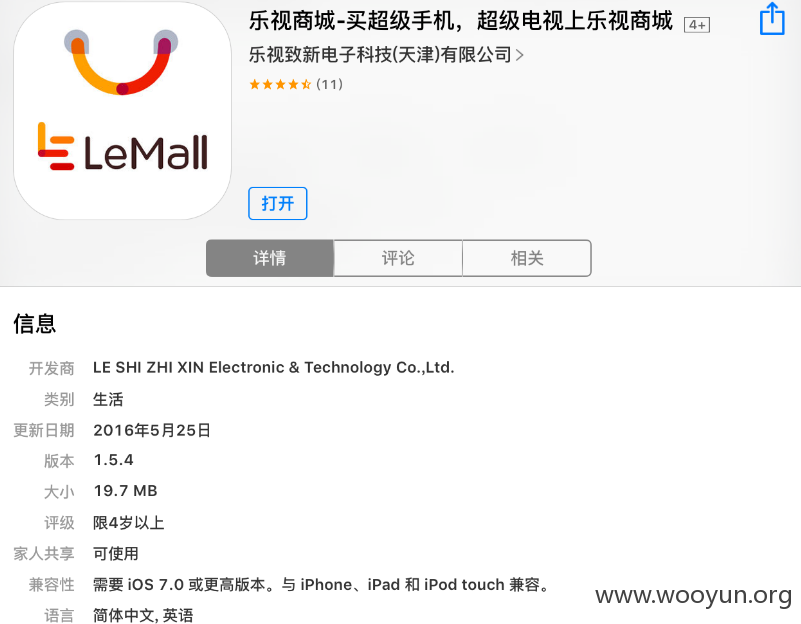 乐视商城-买超级手机，超级电视上乐视商城 4+
乐视致新电子科技(天津)有限公司 >
(11)
LeMall
打开
详情 评论 相关
信息
开发商 LE SHI ZHI XIN Electronic & Technology Co.,Ltd.
类别 生活
更新日期 2016年5月25日
版本 1.5.4
大小 19.7 MB
评级 限4岁以上
家人共享 可使用
兼容性 需要 iOS 7.0 或更高版本。与 iPhone、iPad 和 iPod touch 兼容。
语言 简体中文, 英语
www.wooyun.org